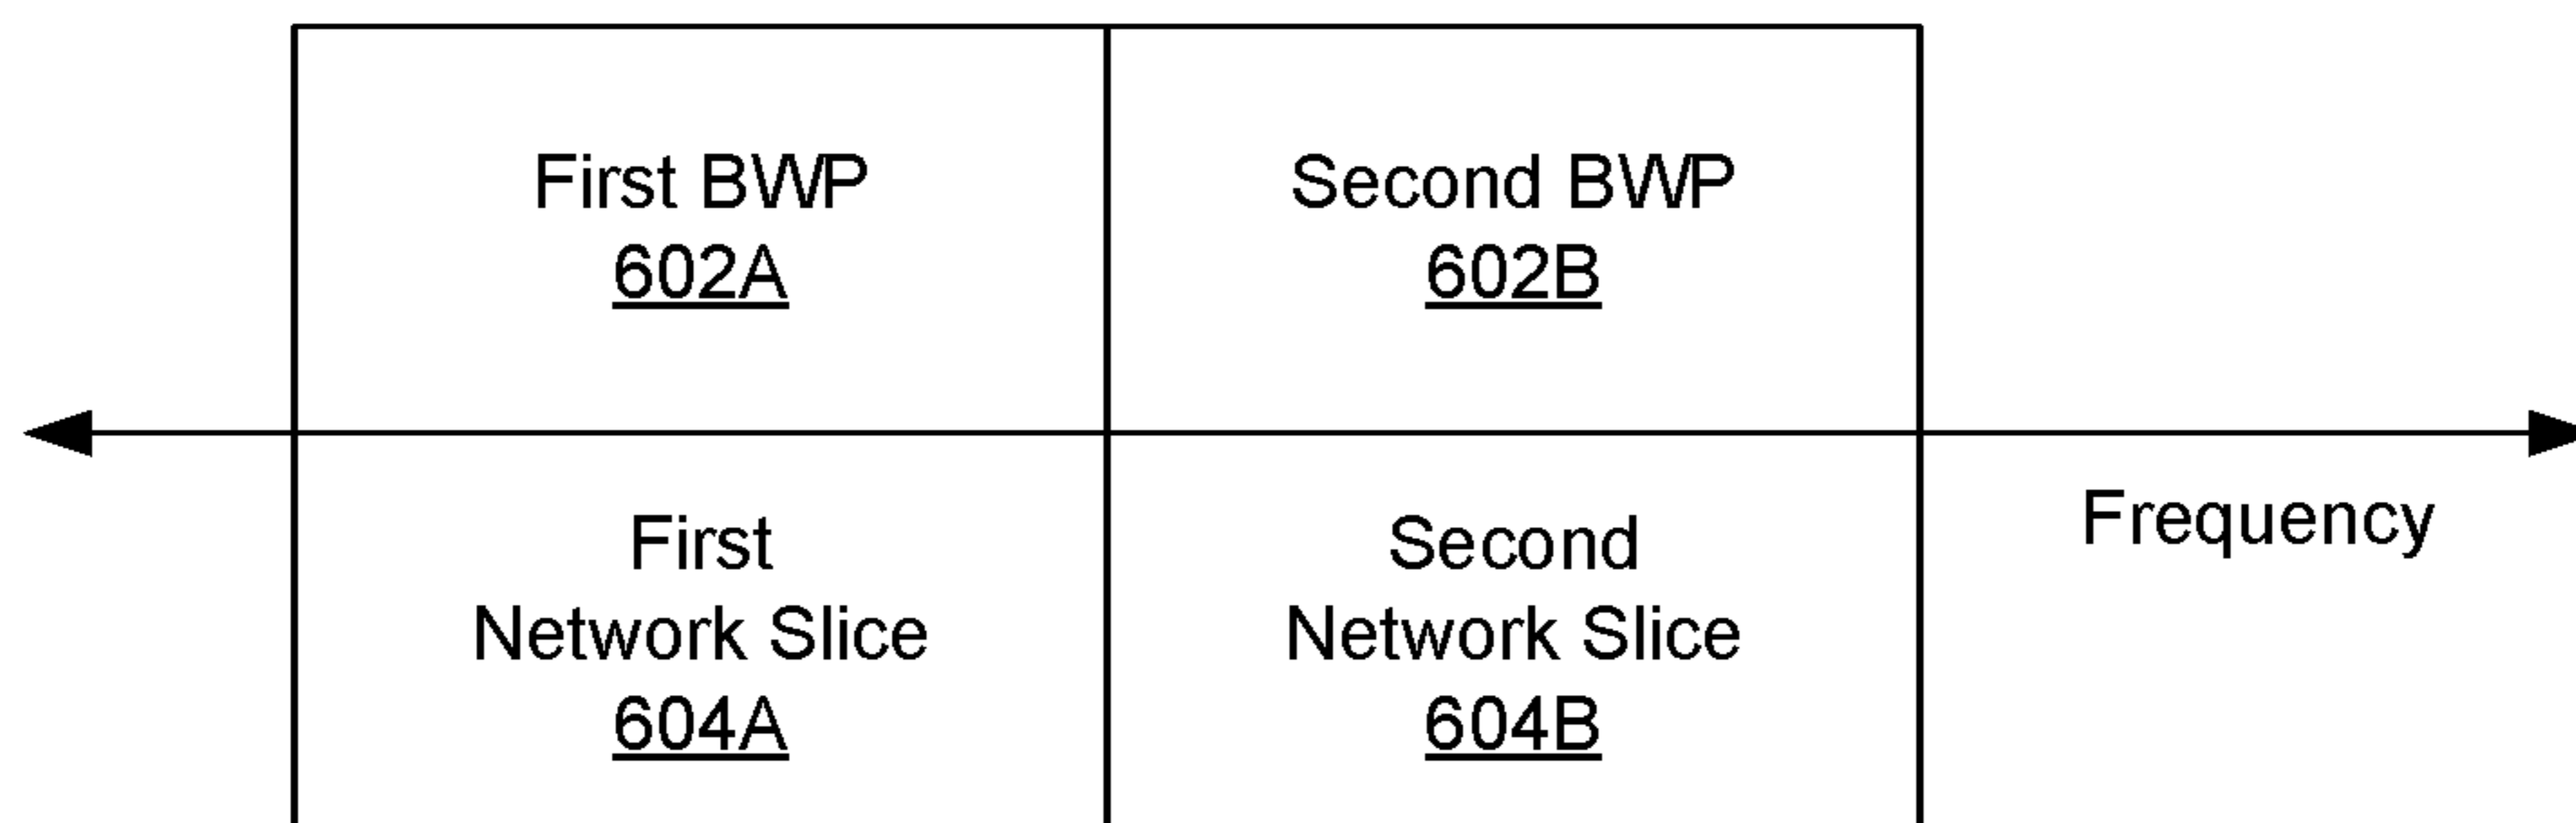 First BWP
602A
Second BWP
602B
First
Network Slice
604A
Second
Network Slice
604B
Frequency